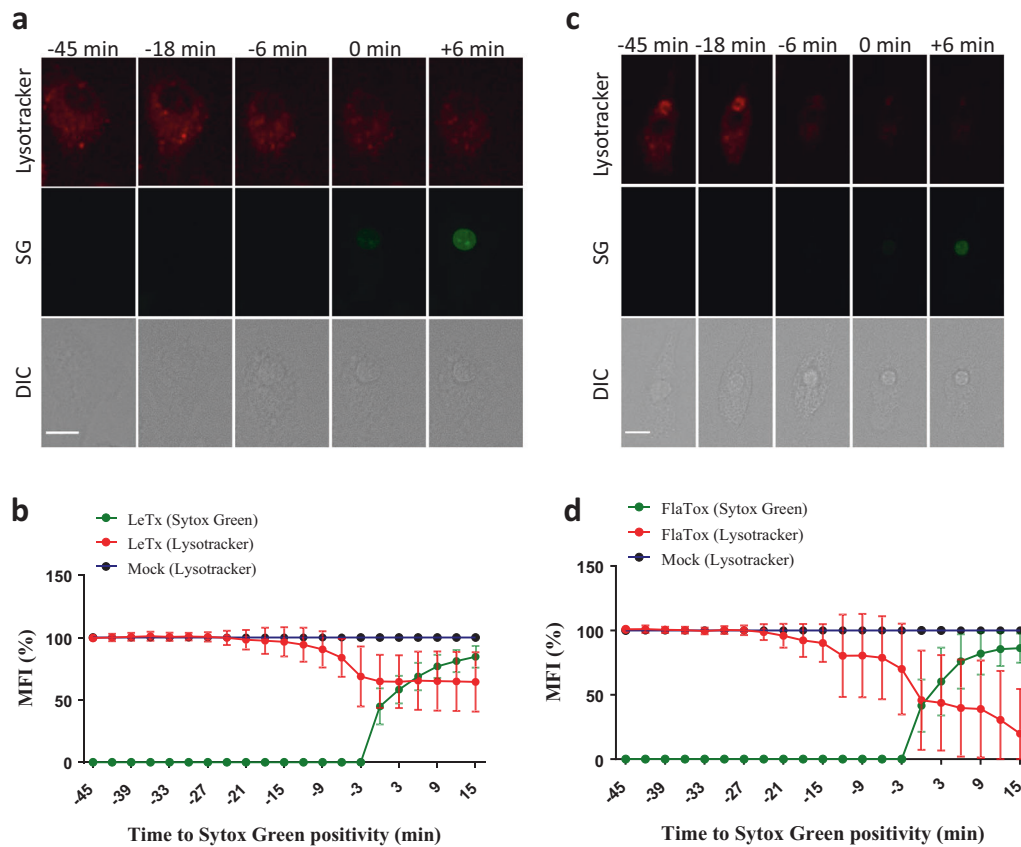 a
-45 min -18 min -6 min 0 min +6 min
Lysotracker
SG
DIC
b
LeTx (Sytox Green)
LeTx (Lysotracker)
Mock (Lysotracker)
MFI (%)
150
100
50
0
-45 -39 -33 -27 -21 -15 -9 3 9 15
Time to Sytox Green positivity (min)
c
-45 min -18 min -6 min 0 min +6 min
Lysotracker
SG
DIC
d
FlaTox (Sytox Green)
FlaTox (Lysotracker)
Mock (Lysotracker)
MFI (%)
150
100
50
0
-45 -39 -33 -27 -21 -15 -9 -3 3 9 15
Time to Sytox Green positivity (min)